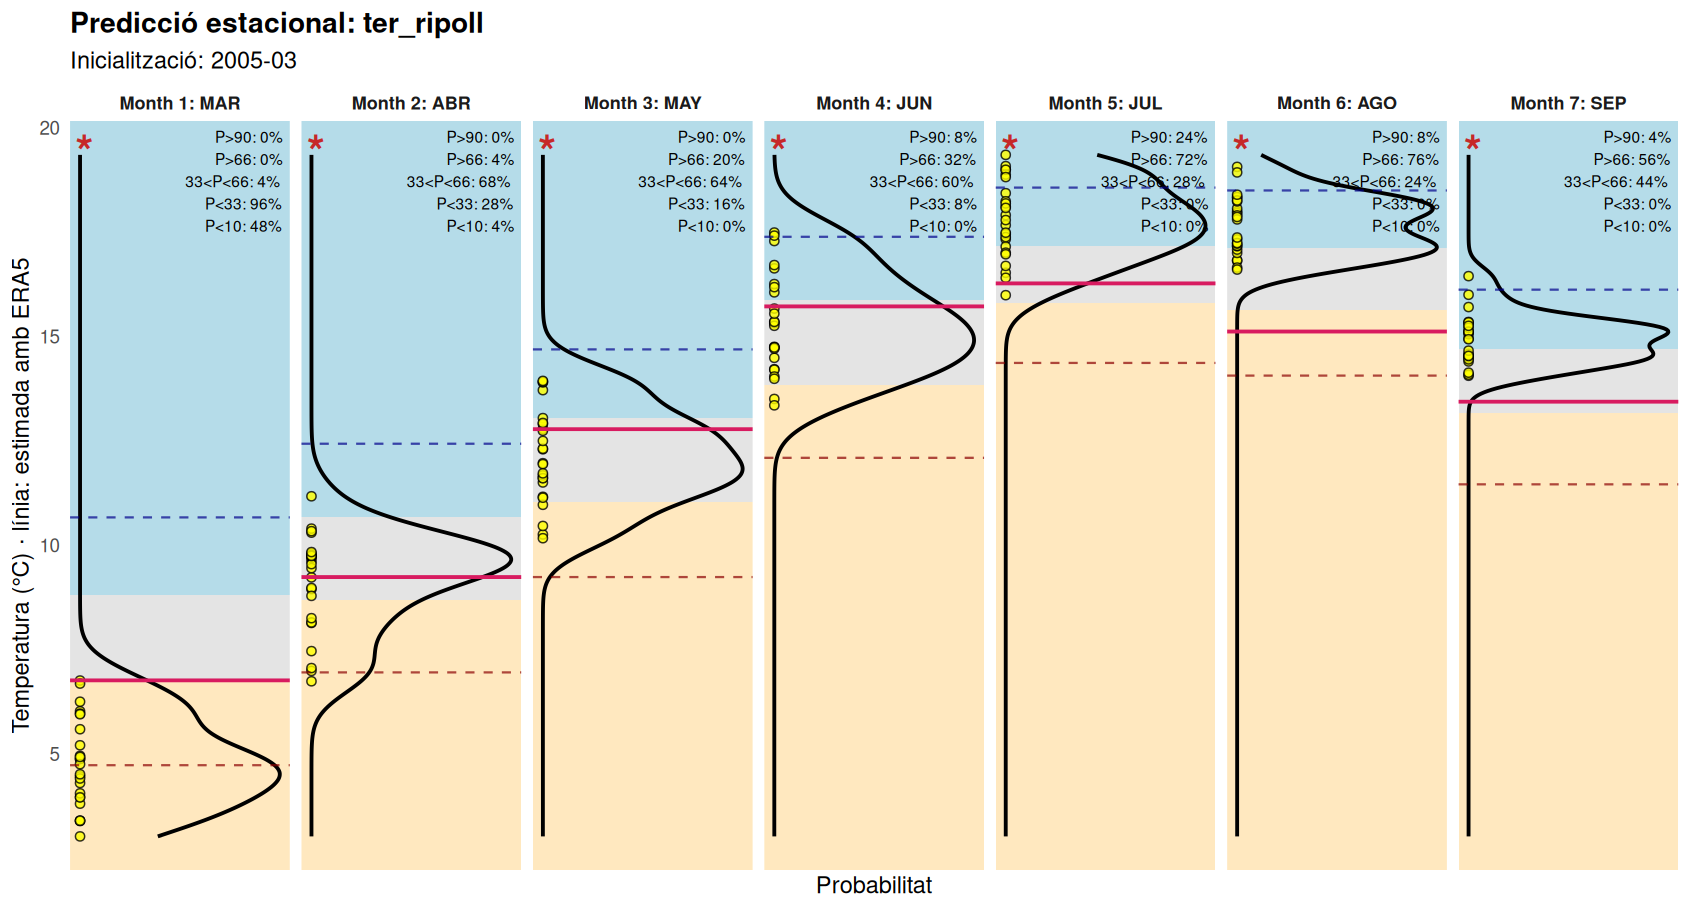 Predicció estacional: ter_ripoll
Inicialització: 2005-03
Month 1: MAR
Month 2: ABR
Month 3: MAY
Month 4: JUN
Month 5: JUL
Month 6: AGO
Month 7: SEP
Temperatura (°C) · línia: estimada amb ERA5
20
15
10
5
*
P>90: 0%
P>66: 0%
33<P<66: 4%
P<33: 96%
P<10: 48%
*
P>90: 0%
P>66: 4%
33<P<66: 68%
P<33: 28%
P<10: 4%
*
P>90: 0%
P>66: 20%
33<P<66: 64%
P<33: 16%
P<10: 0%
*
P>90: 8%
P>66: 32%
33<P<66: 60%
P<33: 8%
P<10: 0%
*
P>90: 24%
P>66: 72%
33<P<66: 28%
P<33: 0%
P<10: 0%
*
P>90: 8%
P>66: 76%
33<P<66: 24%
P<33: 0%
P<10: 0%
*
P>90: 4%
P>66: 56%
33<P<66: 44%
P<33: 0%
P<10: 0%
Probabilitat